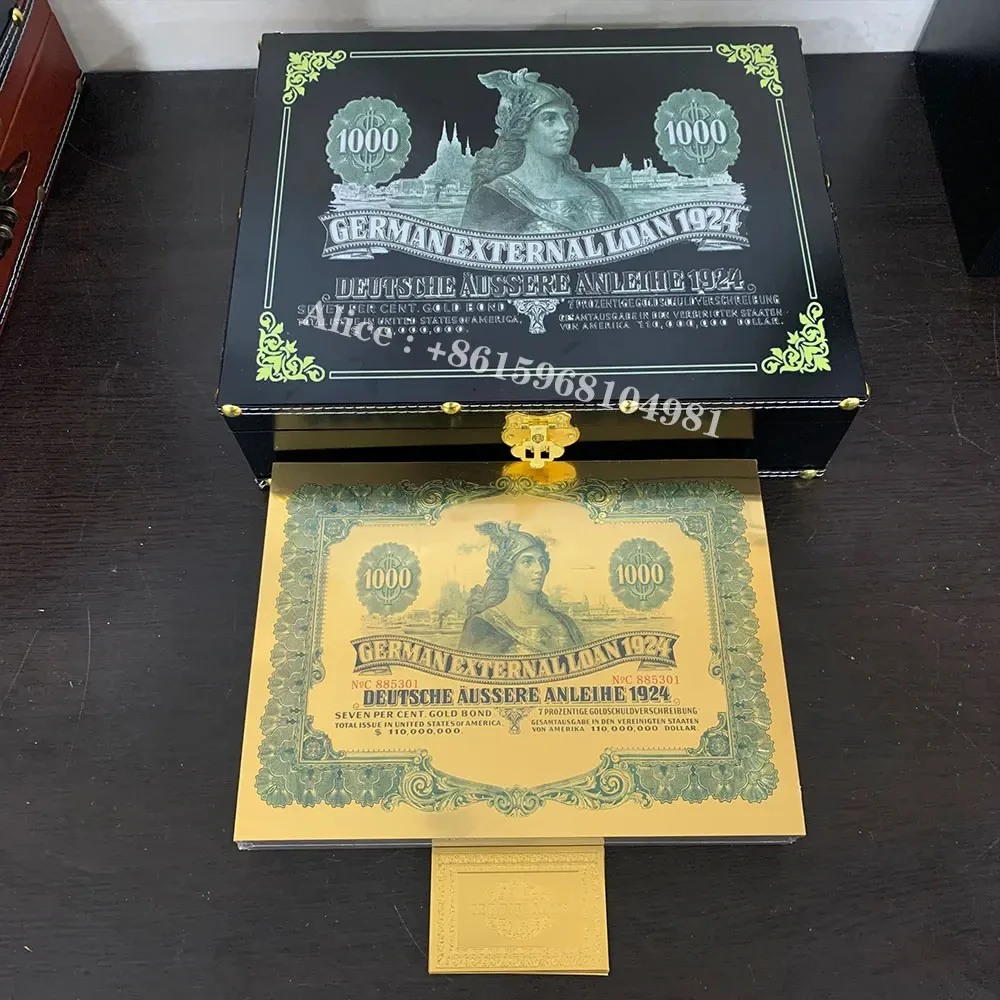 1000
1000
GERMAN EXTERNAL LOAN 1924
DEUTSCHE ÄUSSERE ANLEIHE 1924
SEVEN PER CENT. GOLD BOND
7 PROZENTIGE GOLDSCHULDVERSCHREIBUNG
IN UNITED STATES OF AMERICA,
GESAMTAUSGABE IN DEN VEREINIGTEN STAATEN
,000,000.
VON AMERIKA 110,000,000 DOLLAR.
Alice : +8615968104981
1000
1000
GERMAN EXTERNAL LOAN 1924
NºC 885301
NºC 885301
DEUTSCHE ÄUSSERE ANLEIHE 1924
SEVEN PER CENT. GOLD BOND
7 PROZENTIGE GOLDSCHULDVERSCHREIBUNG
TOTAL ISSUE IN UNITED STATES OF AMERICA,
GESAMTAUSGABE IN DEN VEREINIGTEN STAATEN
$ 110,000,000.
VON AMERIKA 110,000,000 DOLLAR.